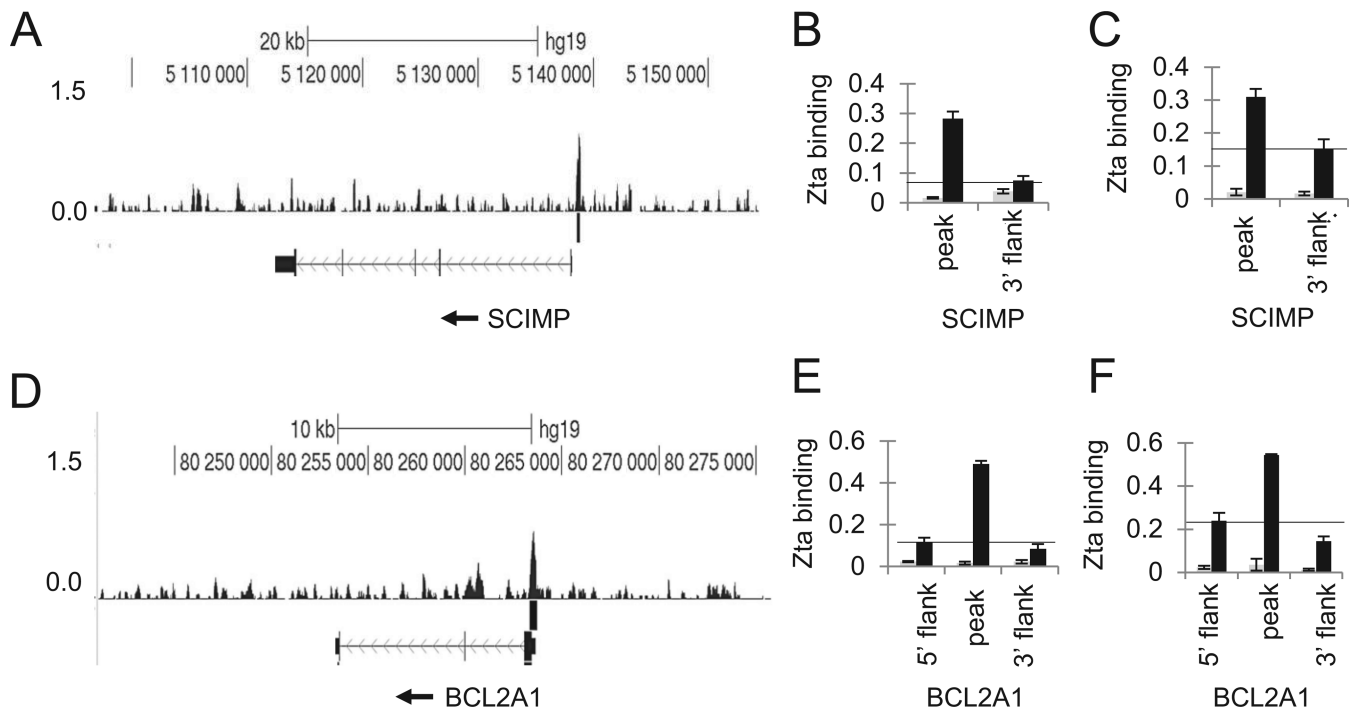 A
20 kb hg19
5 110 000 5 120 000 5 130 000 5 140 000 5 150 000
1.5
0.0
SCIMP
B
Zta binding
0.4
0.3
0.2
0.1
0
peak
3' flank
SCIMP
C
Zta binding
0.4
0.3
0.2
0.1
0
peak
3' flank
SCIMP
D
10 kb hg19
80 250 000 80 255 000 80 260 000 80 265 000 80 270 000 80 275 000
1.5
0.0
BCL2A1
E
Zta binding
0.6
0.4
0.2
0
5' flank
peak
3' flank
BCL2A1
F
Zta binding
0.6
0.4
0.2
0
5' flank
peak
3' flank
BCL2A1